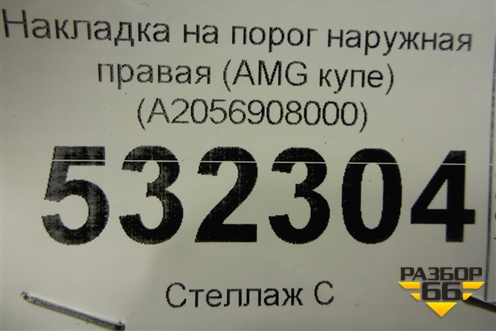 Накладка на порог наружная
правая (AMG купе)
(A2056908000)
532304
Стеллаж С
РАЗБОР
66